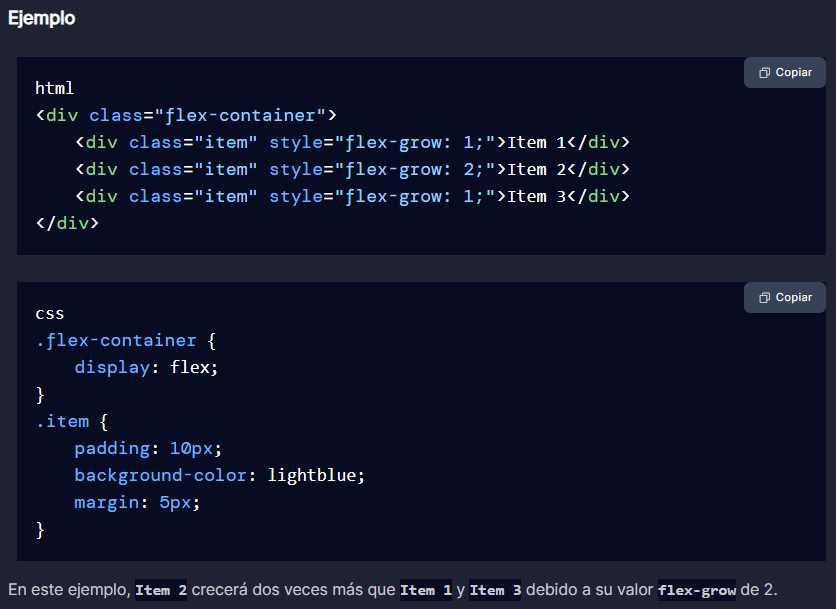 Ejemplo
Copiar
html
<div class="flex-container">
    <div class="item" style="flex-grow: 1;">Item 1</div>
    <div class="item" style="flex-grow: 2;">Item 2</div>
    <div class="item" style="flex-grow: 1;">Item 3</div>
</div>
Copiar
css
.flex-container {
    display: flex;
}
.item {
    padding: 10px;
    background-color: lightblue;
    margin: 5px;
}
En este ejemplo, Item 2 crecerá dos veces más que Item 1 y Item 3 debido a su valor flex-grow de 2.